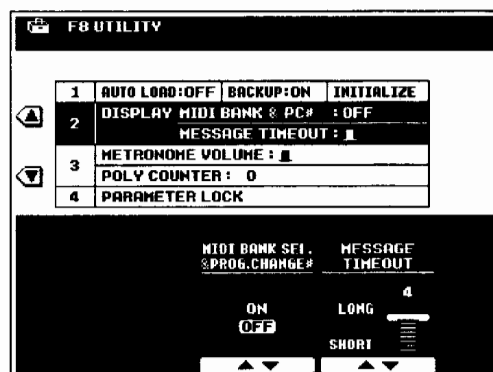 F8 UTILITY
1 AUTO LOAD:OFF BACKUP:ON INITIALIZE
2 DISPLAY MIDI BANK & PC# :OFF
MESSAGE TIMEOUT:
3 METRONOME VOLUME:
POLY COUNTER: 0
4 PARAMETER LOCK
MIDI BANK SEL. MESSAGE
&PROG.CHANGE# TIMEOUT
4
ON LONG
OFF
SHORT